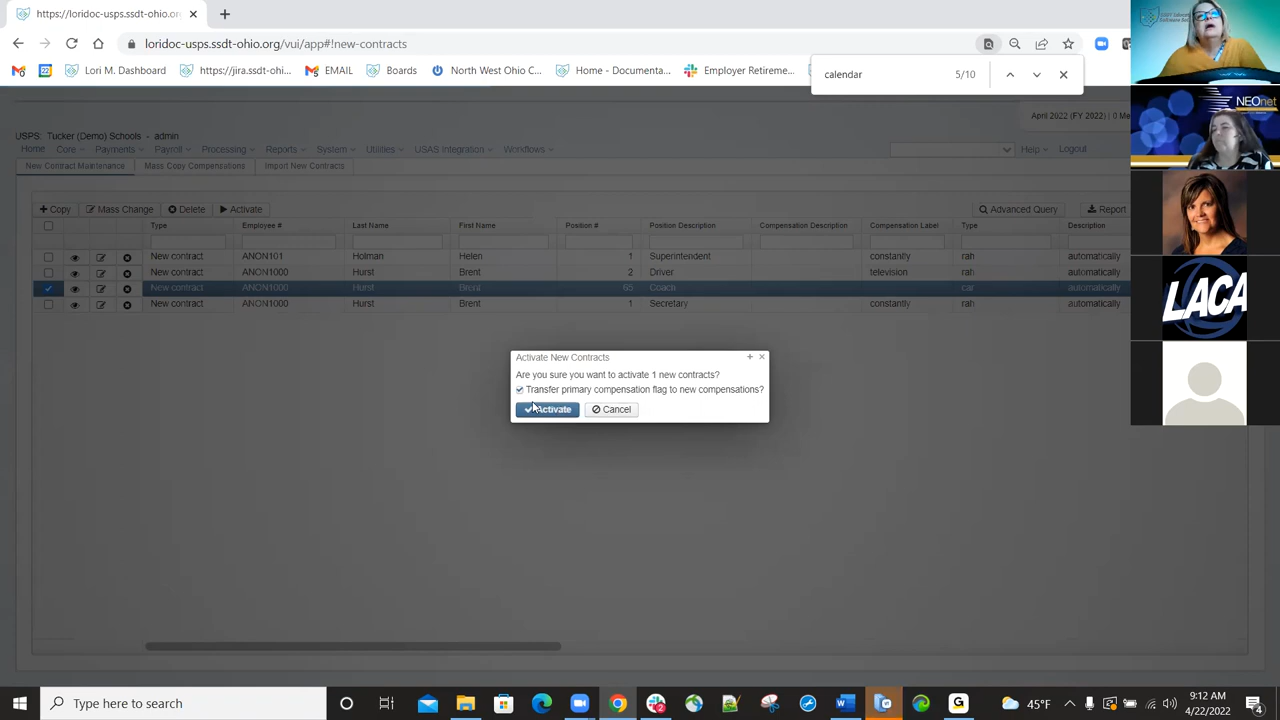 https://loridoc-usps.ssdt-ohio.org/
loridoc-usps.ssdt-ohio.org/vui/app#!new-contracts
Lori M. Dashboard
https://jira.ssdt-ohi...
EMAIL
Boards
North West Ohio C...
Home - Documenta...
Employer Retireme...
calendar 5/10
NEOnet
LACA
April 2022 (FY 2022) | 0 Me
USPS: Tucker (Demo) Schools - admin
Home Core Payments Payroll Processing Reports System Utilities USAS Integration Workflows Help Logout
New Contract Maintenance Mass Copy Compensations Import New Contracts
Copy Mass Change Delete Activate Advanced Query Report
Type Employee # Last Name First Name Position # Position Description Compensation Description Compensation Label Type Description
New contract ANON101 Holman Helen 1 Superintendent constantly rah automatically
New contract ANON1000 Hurst Brent 2 Driver television rah automatically
New contract ANON1000 Hurst Brent 65 Coach car automatically
New contract ANON1000 Hurst Brent 1 Secretary constantly rah automatically
Activate New Contracts
Are you sure you want to activate 1 new contracts?
Transfer primary compensation flag to new compensations?
Activate Cancel
Type here to search
45°F
9:12 AM
4/22/2022
4